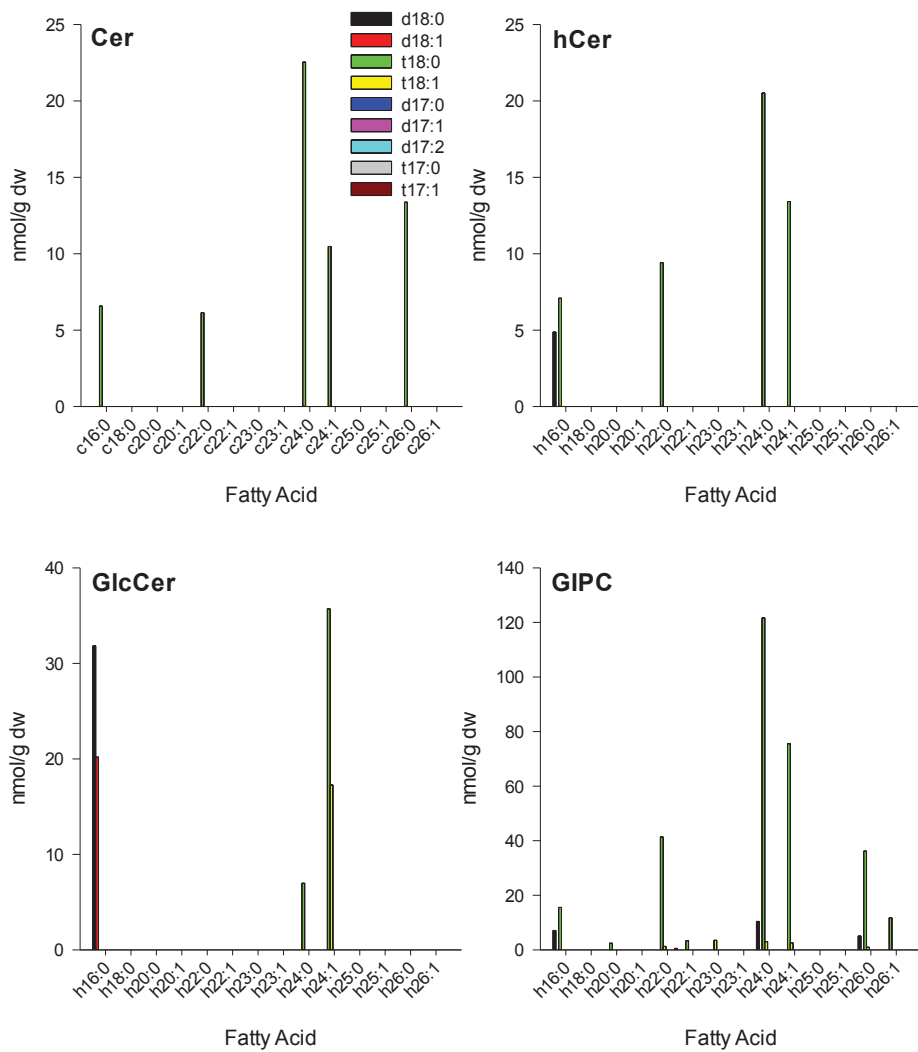 Cer
25
20
15
10
5
0
nmol/g dw
d18:0
d18:1
t18:0
t18:1
d17:0
d17:1
d17:2
t17:0
t17:1
c16:0 c18:0 c20:0 c20:1 c22:0 c22:1 c23:0 c23:1 c24:0 c24:1 c25:0 c25:1 c26:0 c26:1
Fatty Acid
hCer
25
20
15
10
5
0
nmol/g dw
h16:0 h18:0 h20:0 h20:1 h22:0 h22:1 h23:0 h23:1 h24:0 h24:1 h25:0 h25:1 h26:0 h26:1
Fatty Acid
GlcCer
40
30
20
10
0
nmol/g dw
h16:0 h18:0 h20:0 h20:1 h22:0 h22:1 h23:0 h23:1 h24:0 h24:1 h25:0 h25:1 h26:0 h26:1
Fatty Acid
GIPC
140
120
100
80
60
40
20
0
nmol/g dw
h16:0 h18:0 h20:0 h20:1 h22:0 h22:1 h23:0 h23:1 h24:0 h24:1 h25:0 h25:1 h26:0 h26:1
Fatty Acid